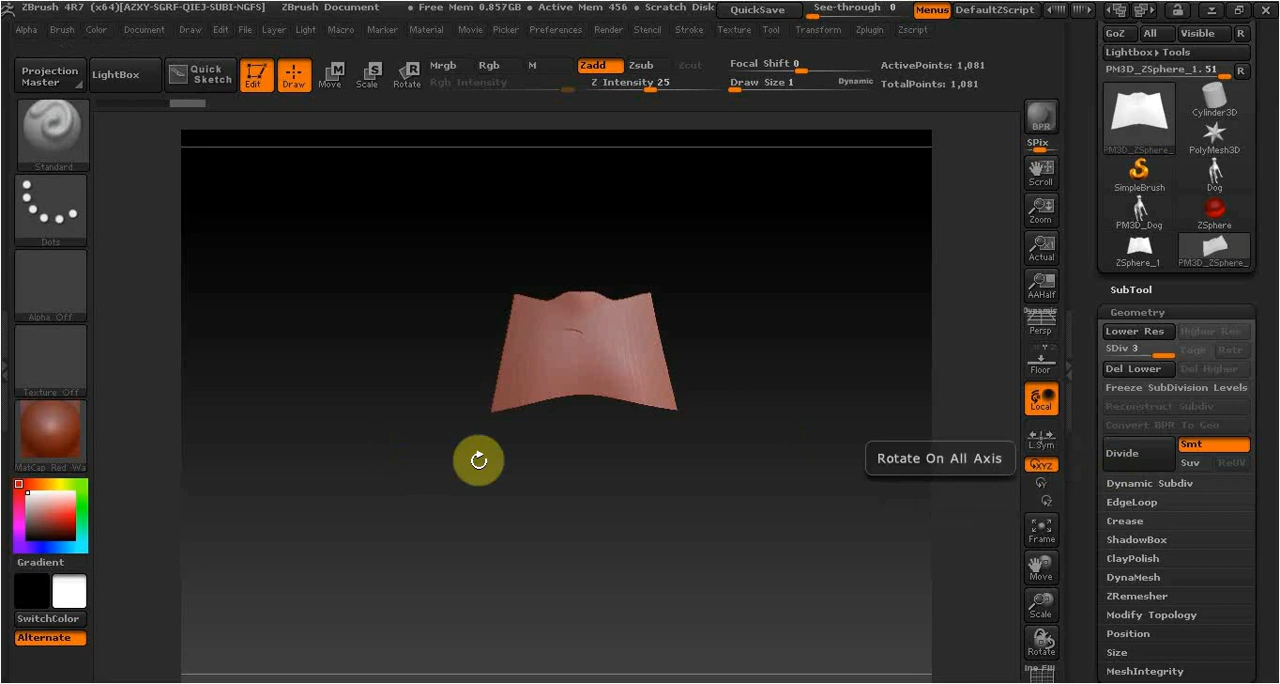 ZBrush 4R7 (x64)[AZXY-SGRF-QIEJ-SUBI-NGFS] ZBrush Document • Free Mem 0.857GB • Active Mem 456 • Scratch Disk QuickSave See-through 0 Menus DefaultZScript
Alpha Brush Color Document Draw Edit File Layer Light Macro Marker Material Movie Picker Preferences Render Stencil Stroke Texture Tool Transform Zplugin Zscript
Projection Master
LightBox
Quick Sketch
Edit
Draw
Move
Scale
Rotate
Mrgb Rgb M
Rgb Intensity
Zadd Zsub Zcut
Z Intensity 25
Focal Shift 0
Draw Size 1 Dynamic
ActivePoints: 1,081
TotalPoints: 1,081
Standard
Dots
Alpha Off
Texture Off
MatCap Red Wa
Gradient
SwitchColor
Alternate
Rotate On All Axis
BPR
SPix
Scroll
Zoom
Actual
AAHalf
Dynamic
Persp
Floor
Local
L.Sym
XYZ
Frame
Move
Scale
Rotate
Line Fill
GoZ All Visible R
Lightbox▸Tools
PM3D_ZSphere_1. 51 R
PM3D_ZSphere_
Cylinder3D
PolyMesh3D
SimpleBrush
Dog
PM3D_Dog
ZSphere
ZSphere_1
PM3D_ZSphere_
SubTool
Geometry
Lower Res Higher Res
SDiv 3 Cage Rstr
Del Lower Del Higher
Freeze SubDivision Levels
Reconstruct Subdiv
Convert BPR To Geo
Divide
Smt
Suv ReUV
Dynamic Subdiv
EdgeLoop
Crease
ShadowBox
ClayPolish
DynaMesh
ZRemesher
Modify Topology
Position
Size
MeshIntegrity